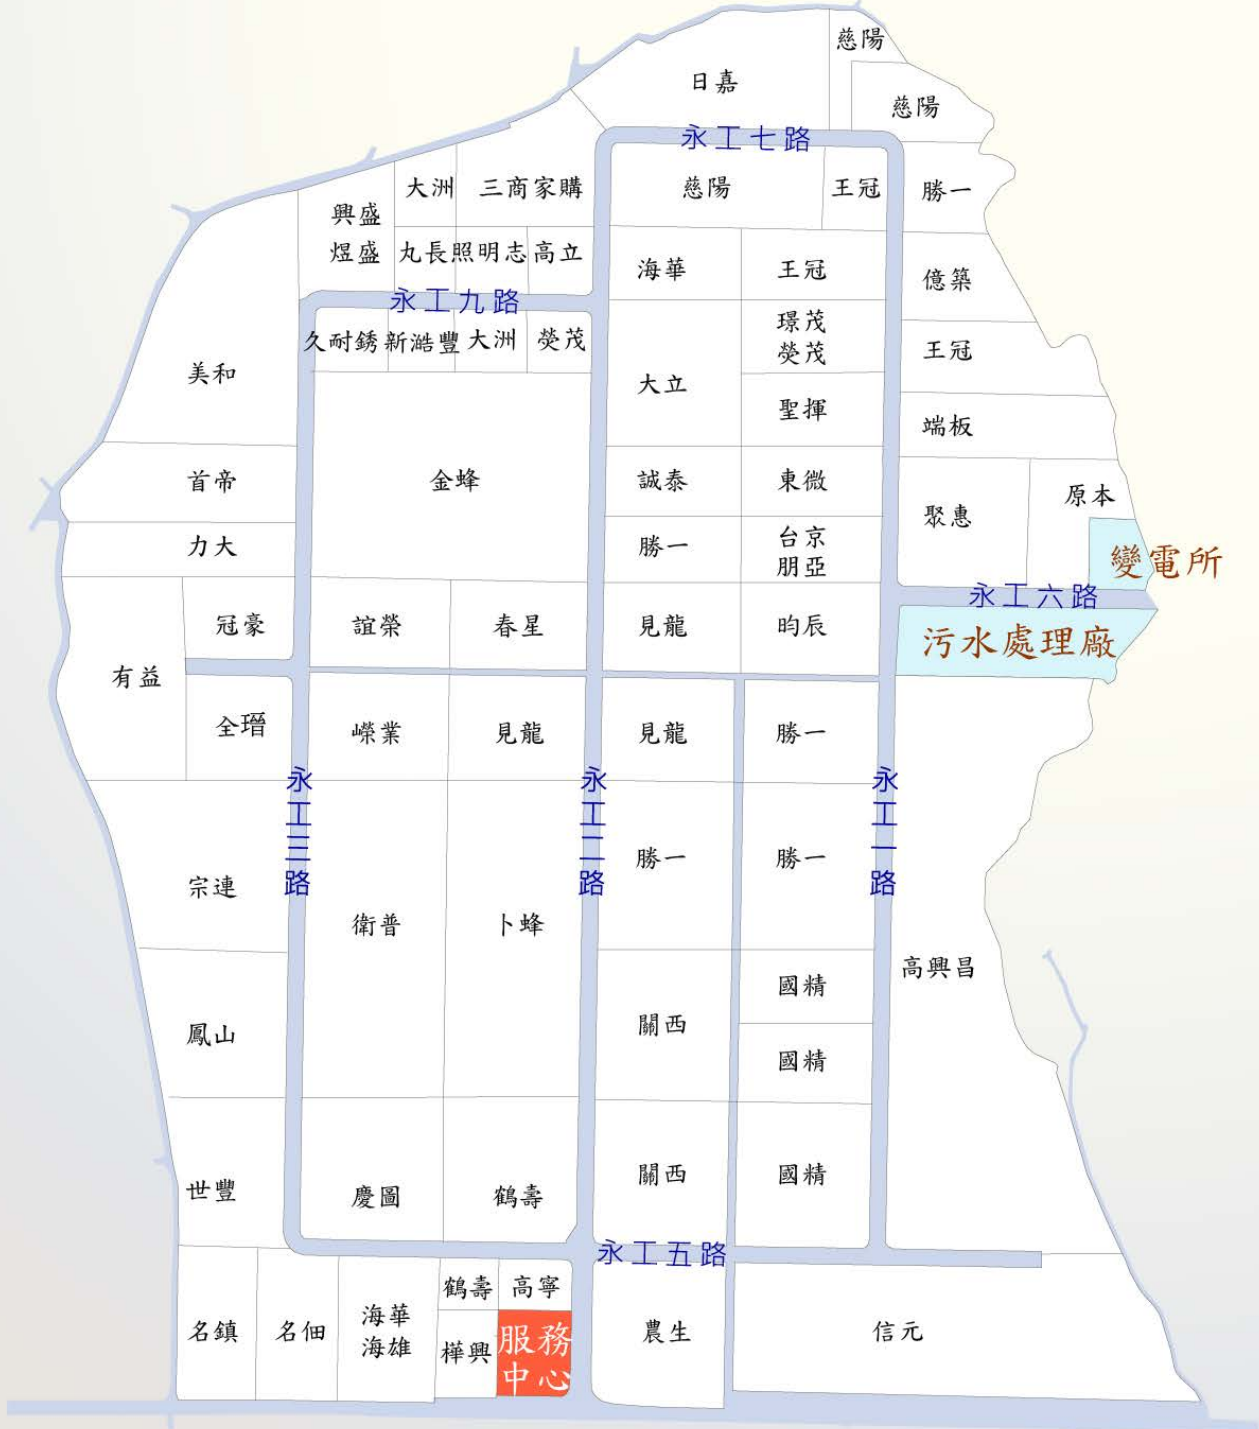 慈陽
日嘉
慈陽
永工七路
大洲
三商家購
慈陽
王冠
勝一
興盛
煜盛
丸長
照明志
高立
海華
王冠
億築
永工九路
久耐銹
新澔豐
大洲
熒茂
璟茂
熒茂
王冠
美和
大立
聖揮
端板
首帝
金蜂
誠泰
東微
聚惠
原本
力大
勝一
台京
朋亞
變電所
永工六路
冠豪
誼榮
春星
見龍
昀辰
污水處理廠
有益
全瑨
嶸業
見龍
見龍
勝一
永工三路
永工二路
永工一路
宗連
衛普
卜蜂
勝一
勝一
高興昌
鳳山
關西
國精
國精
世豐
慶圖
鶴壽
關西
國精
永工五路
名鎮
名佃
海華
海雄
鶴壽
高寧
樺興
服務
中心
農生
信元